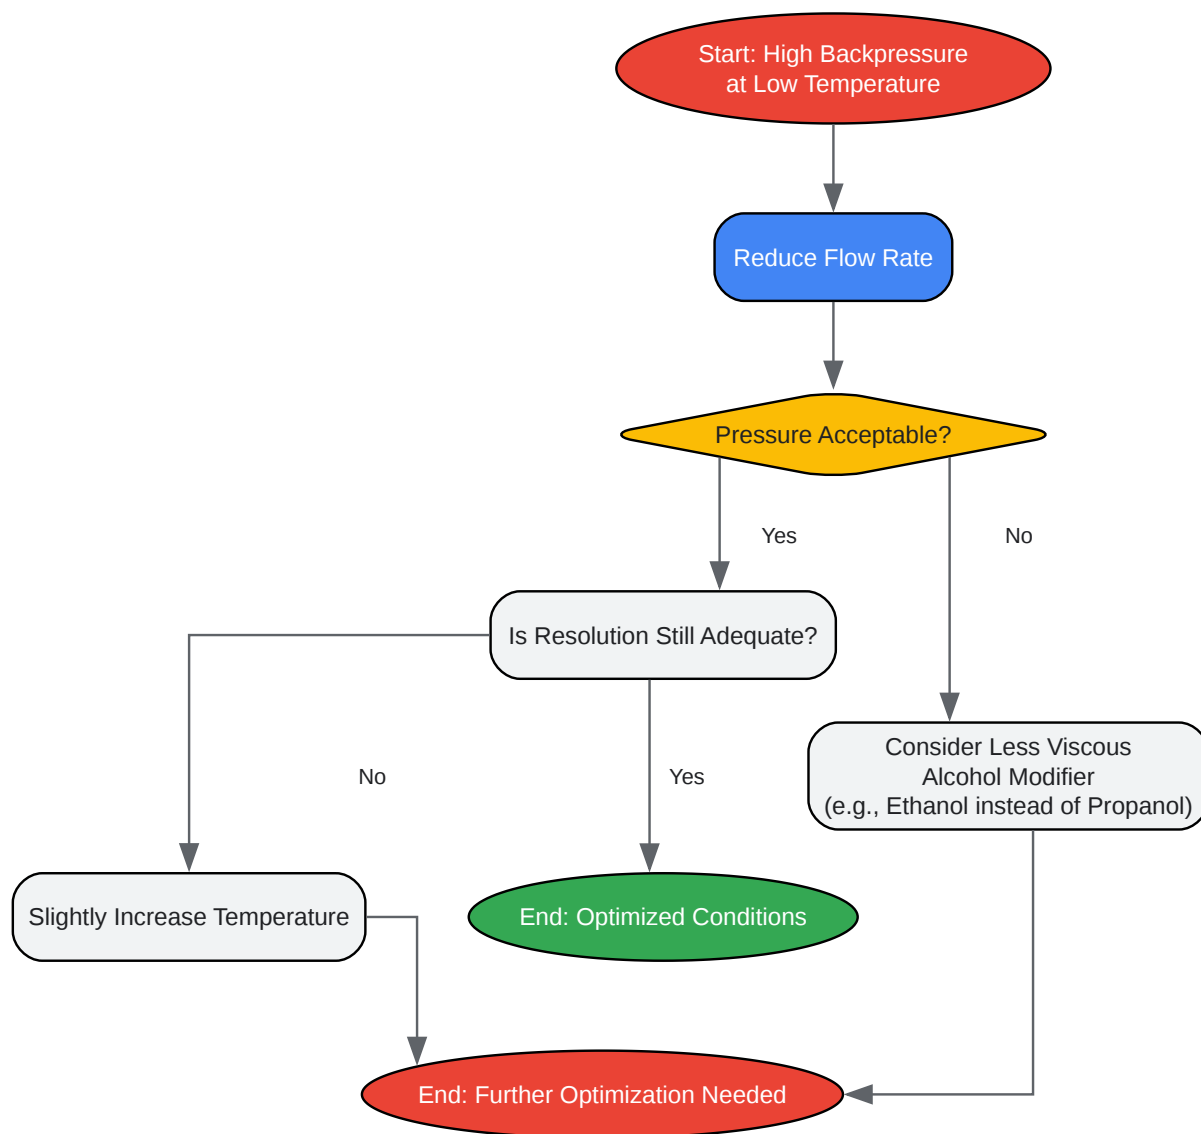 Start: High Backpressure
at Low Temperature
Reduce Flow Rate
Pressure Acceptable?
Yes
No
Is Resolution Still Adequate?
Consider Less Viscous
Alcohol Modifier
(e.g., Ethanol instead of Propanol)
No
Yes
Slightly Increase Temperature
End: Optimized Conditions
End: Further Optimization Needed